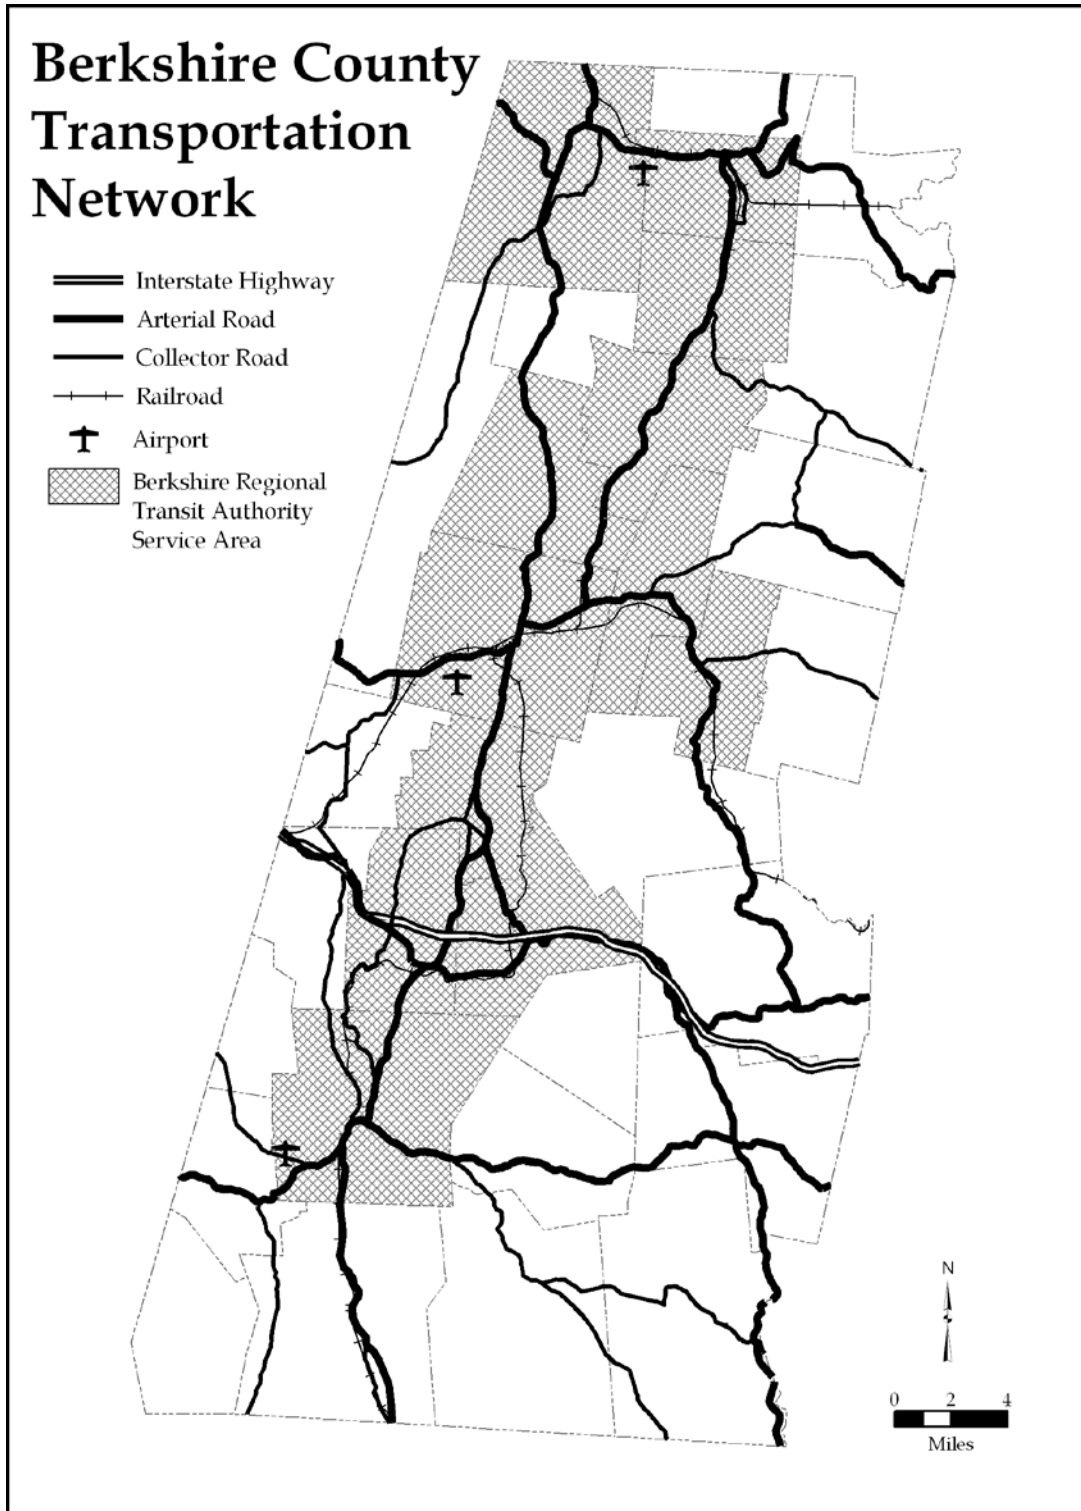 Berkshire County
Transportation
Network
Interstate Highway
Arterial Road
Collector Road
Railroad
Airport
Berkshire Regional
Transit Authority
Service Area
N
0 2 4
Miles